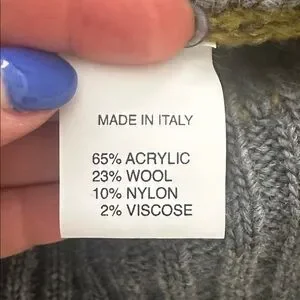 MADE IN ITALY
65% ACRYLIC
23% WOOL
10% NYLON
2% VISCOSE